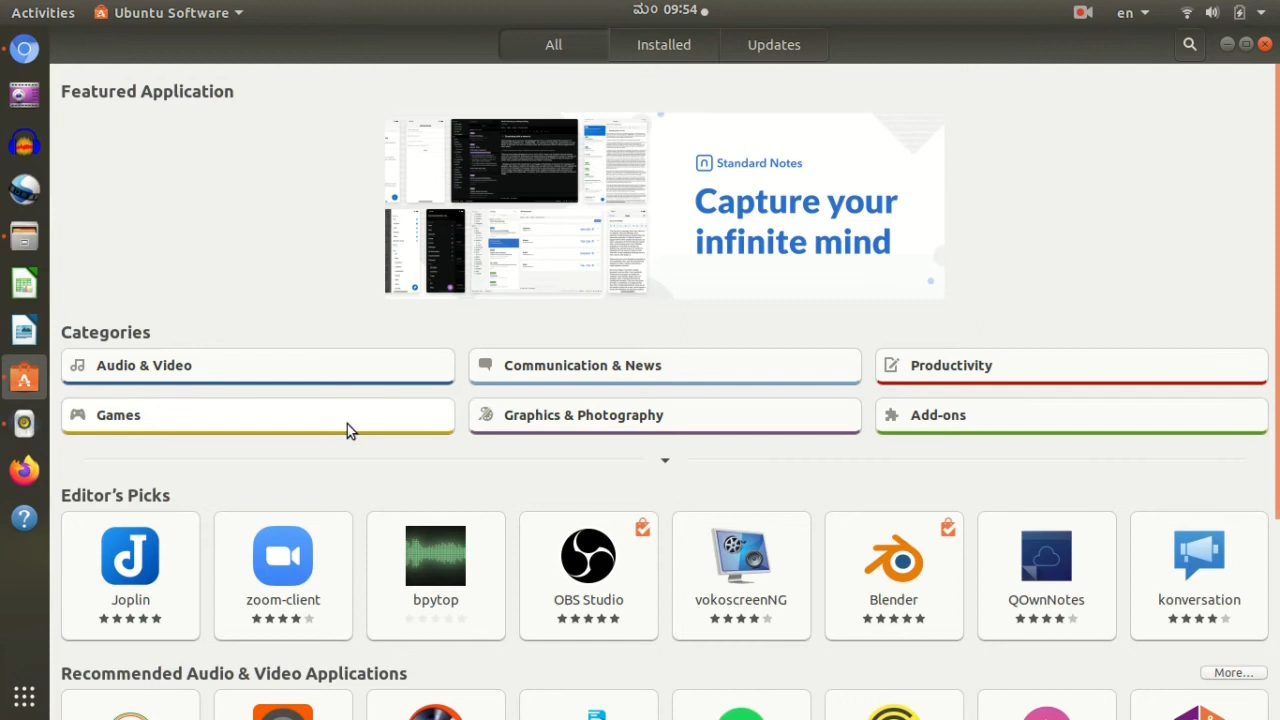 Activities Ubuntu Software మం 09:54 en
All Installed Updates
Featured Application
Standard Notes
Capture your
infinite mind
Categories
Audio & Video Communication & News Productivity
Games Graphics & Photography Add-ons
Editor's Picks
Joplin zoom-client bpytop OBS Studio vokoscreenNG Blender QOwnNotes konversation
Recommended Audio & Video Applications More...